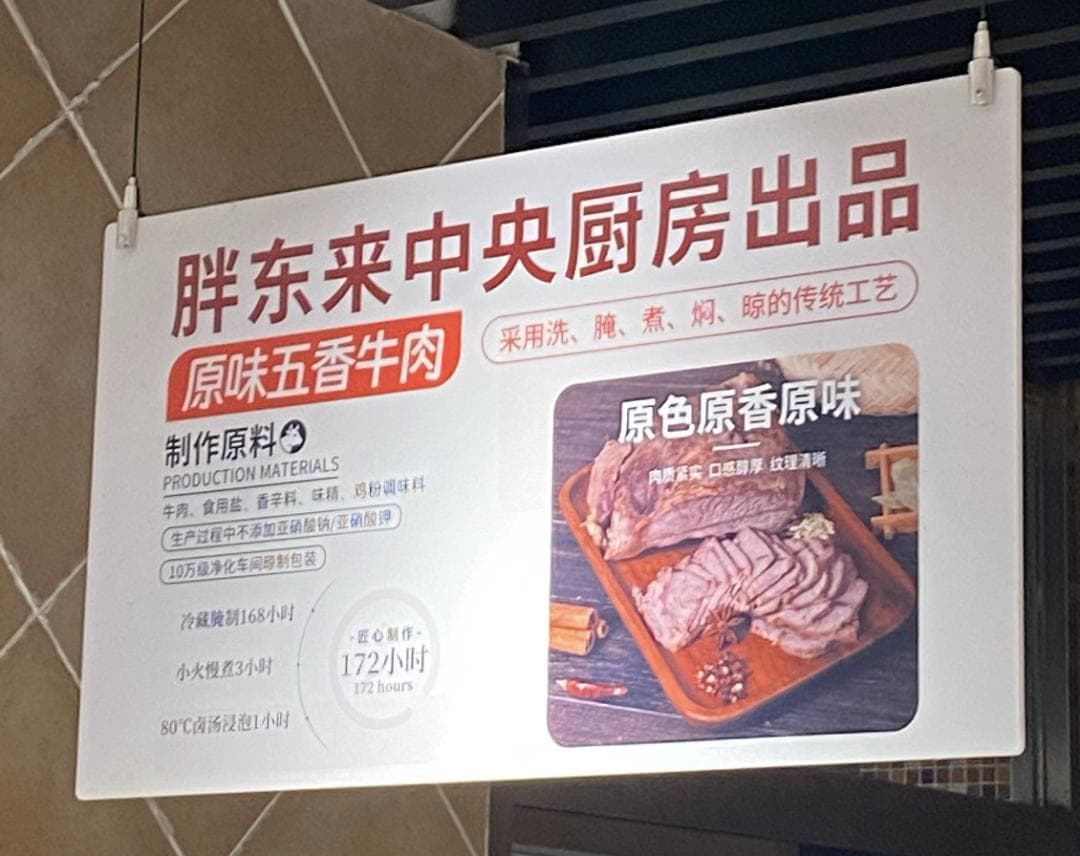 胖东来中央厨房出品
原味五香牛肉
采用洗、腌、煮、焖、晾的传统工艺
制作原料
PRODUCTION MATERIALS
牛肉、食用盐、香辛料、味精、鸡粉调味料
生产过程中不添加亚硝酸钠/亚硝酸钾
10万级净化车间晾制包装
冷藏腌制168小时
小火慢煮3小时
80℃卤汤浸泡1小时
-匠心制作-
172小时
172 hours
原色原香原味
肉质紧实 口感醇厚 纹理清晰